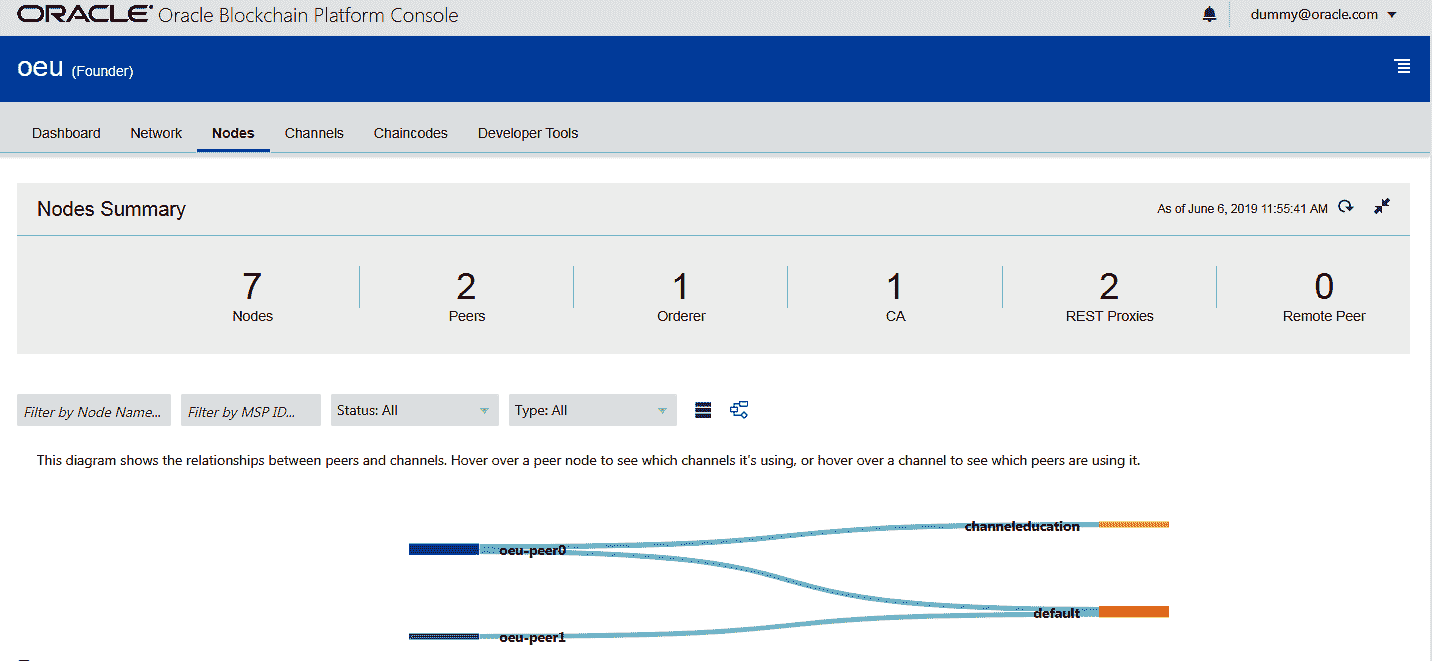 ORACLE Oracle Blockchain Platform Console dummy@oracle.com
oeu (Founder)
Dashboard Network Nodes Channels Chaincodes Developer Tools
Nodes Summary As of June 6, 2019 11:55:41 AM
7 2 1 1 2 0
Nodes Peers Orderer CA REST Proxies Remote Peer
Filter by Node Name... Filter by MSP ID... Status: All Type: All
This diagram shows the relationships between peers and channels. Hover over a peer node to see which channels it's using, or hover over a channel to see which peers are using it.
channeleducation
oeu-peer0
default
oeu-peer1